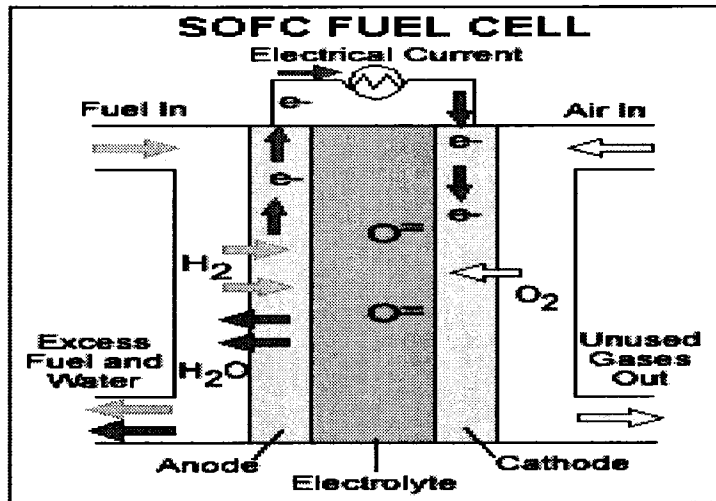 SOFC FUEL CELL
Electrical Current
e-
Fuel In
Air In
e-
e-
e-
O=
H2
O2
O=
Excess
Fuel and
Water
H2O
Unused
Gases
Out
Anode
Electrolyte
Cathode